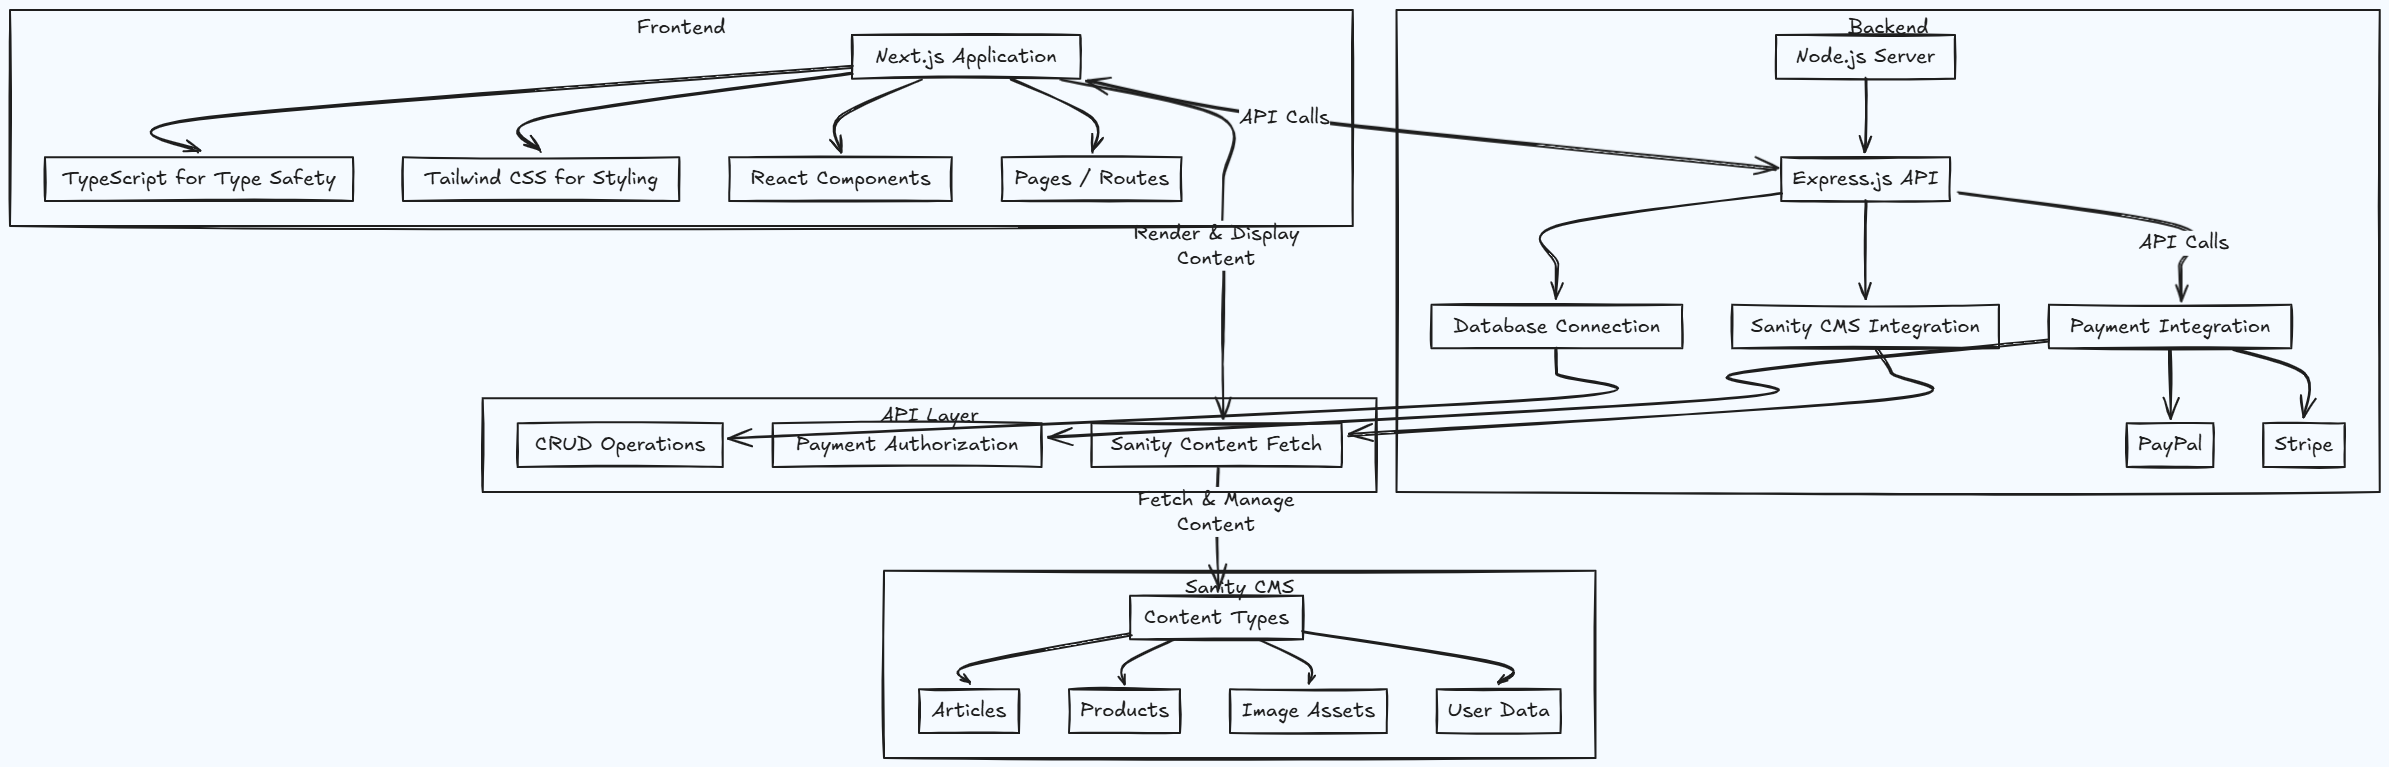 Frontend
Backend
Next.js Application
Node.js Server
API Calls
TypeScript for Type Safety
Tailwind CSS for Styling
React Components
Pages / Routes
Express.js API
Render & Display
Content
API Calls
Database Connection
Sanity CMS Integration
Payment Integration
API Layer
CRUD Operations
Payment Authorization
Sanity Content Fetch
PayPal
Stripe
Fetch & Manage
Content
Sanity CMS
Content Types
Articles
Products
Image Assets
User Data